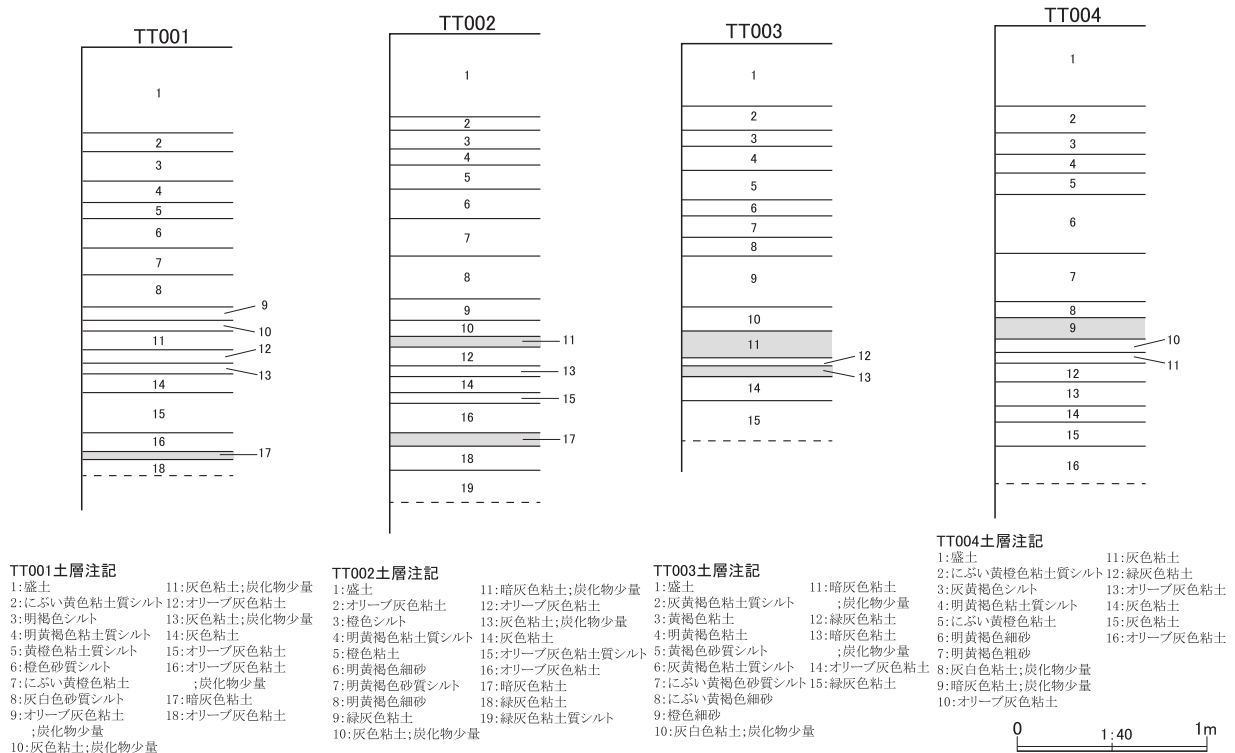 TT001
1
2
3
4
5
6
7
8
9
10
11
12
13
14
15
16
17
18
TT002
1
2
3
4
5
6
7
8
9
10
11
12
13
14
15
16
17
18
19
TT003
1
2
3
4
5
6
7
8
9
10
11
12
13
14
15
TT004
1
2
3
4
5
6
7
8
9
10
11
12
13
14
15
16
TT001土層注記
1:盛土
2:にぶい黄色粘土質シルト
3:明褐色シルト
4:明黄褐色粘土質シルト
5:黄橙色粘土質シルト
6:橙色砂質シルト
7:にぶい黄橙色粘土
8:灰白色砂質シルト
9:オリーブ灰色粘土
;炭化物少量
10:灰色粘土;炭化物少量
11:灰色粘土;炭化物少量
12:オリーブ灰色粘土
13:灰色粘土;炭化物少量
14:灰色粘土
15:オリーブ灰色粘土
16:オリーブ灰色粘土
;炭化物少量
17:暗灰色粘土
18:オリーブ灰色粘土
TT002土層注記
1:盛土
2:オリーブ灰色粘土
3:橙色シルト
4:明黄褐色粘土質シルト
5:橙色粘土
6:明黄褐色細砂
7:明黄褐色砂質シルト
8:明黄褐色細砂
9:緑灰色粘土
10:灰色粘土;炭化物少量
11:暗灰色粘土;炭化物少量
12:オリーブ灰色粘土
13:灰色粘土;炭化物少量
14:灰色粘土
15:オリーブ灰色粘土質シルト
16:オリーブ灰色粘土
17:暗灰色粘土
18:緑灰色粘土
19:緑灰色粘土質シルト
TT003土層注記
1:盛土
2:灰黄褐色粘土質シルト
3:黄褐色粘土
4:明黄褐色粘土
5:黄褐色砂質シルト
6:灰黄褐色粘土質シルト
7:にぶい黄褐色砂質シルト
8:にぶい黄褐色細砂
9:橙色細砂
10:灰白色粘土;炭化物少量
11:暗灰色粘土
;炭化物少量
12:緑灰色粘土
13:暗灰色粘土
;炭化物少量
14:オリーブ灰色粘土
15:緑灰色粘土
TT004土層注記
1:盛土
2:にぶい黄橙色粘土質シルト
3:灰黄褐色シルト
4:明黄褐色粘土質シルト
5:にぶい黄橙色粘土
6:明黄褐色細砂
7:明黄褐色粗砂
8:灰白色粘土;炭化物少量
9:暗灰色粘土;炭化物少量
10:オリーブ灰色粘土
11:灰色粘土
12:緑灰色粘土
13:オリーブ灰色粘土
14:灰色粘土
15:灰色粘土
16:オリーブ灰色粘土
0
1:40
1m